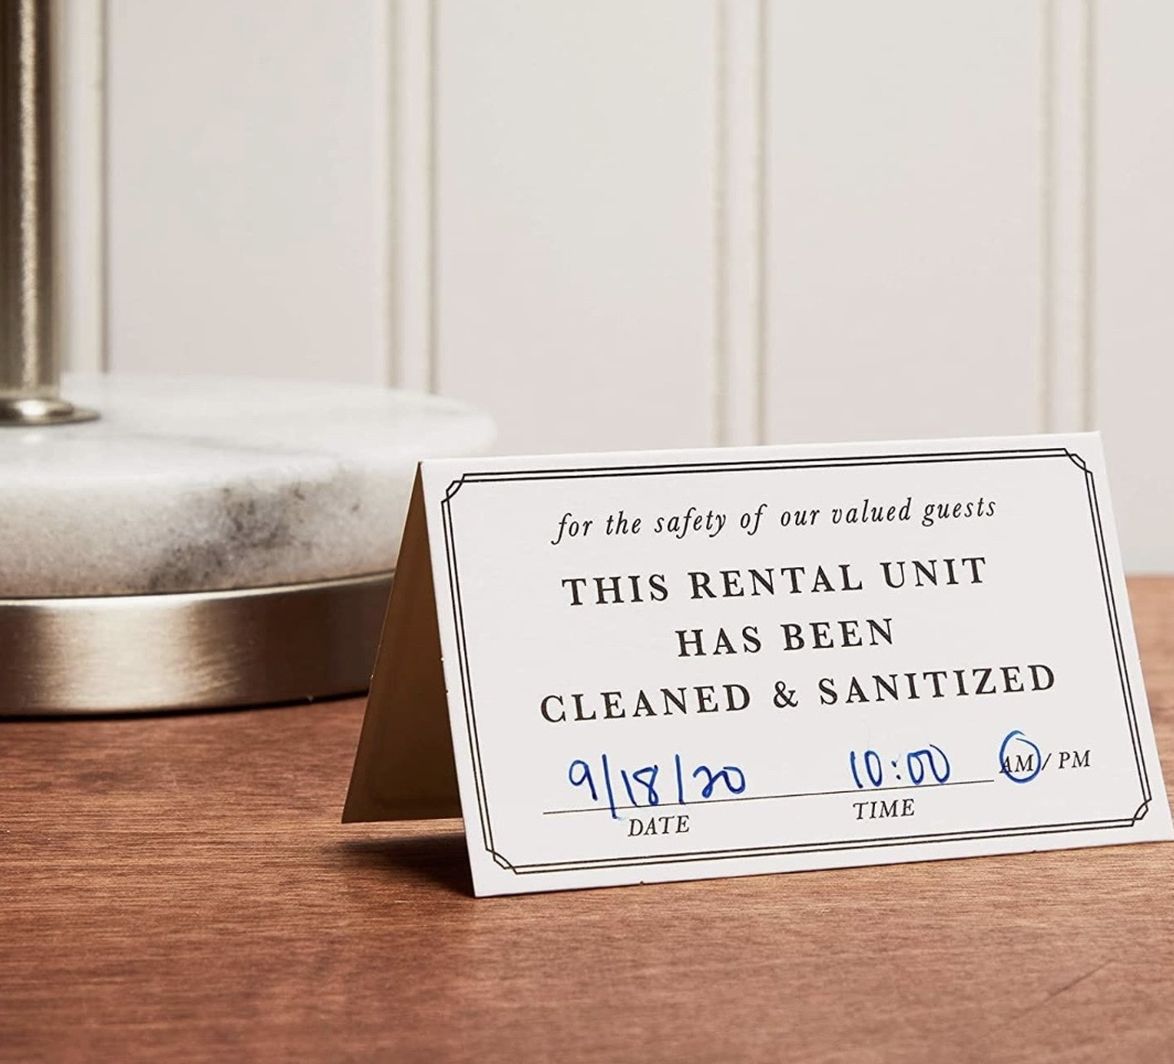 for the safety of our valued guests
THIS RENTAL UNIT
HAS BEEN
CLEANED & SANITIZED
9/18/20 10:00 AM / PM
DATE TIME